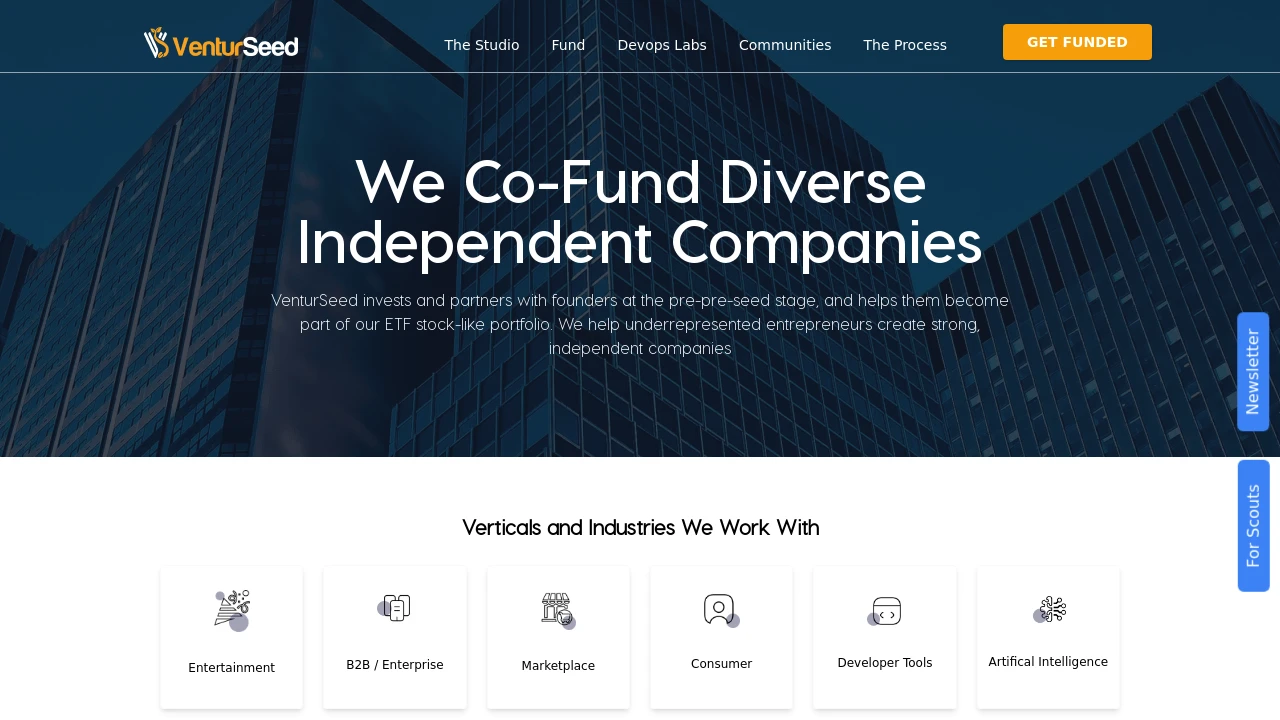 VenturSeed
The Studio
Fund
Devops Labs
Communities
The Process
GET FUNDED
We Co-Fund Diverse
Independent Companies
VenturSeed invests and partners with founders at the pre-pre-seed stage, and helps them become
part of our ETF stock-like portfolio. We help underrepresented entrepreneurs create strong,
independent companies
Newsletter
For Scouts
Verticals and Industries We Work With
Entertainment
B2B / Enterprise
Marketplace
Consumer
Developer Tools
Artifical Intelligence